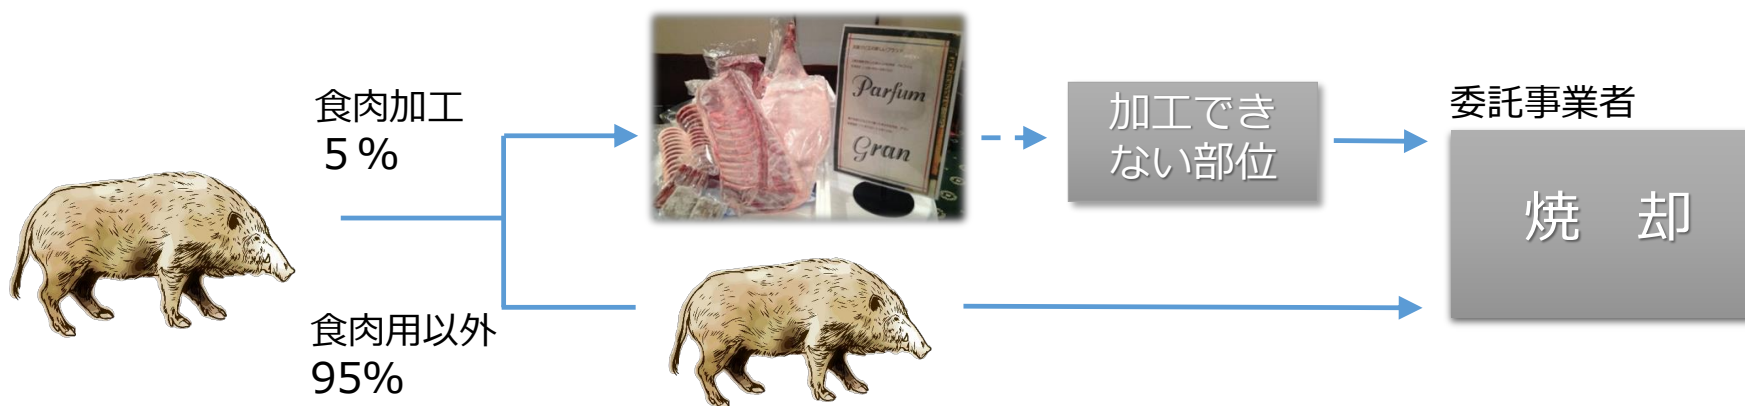 食肉加工
5%
Parfum
Gran
加工でき
ない部位
委託事業者
焼 却
食肉用以外
95%